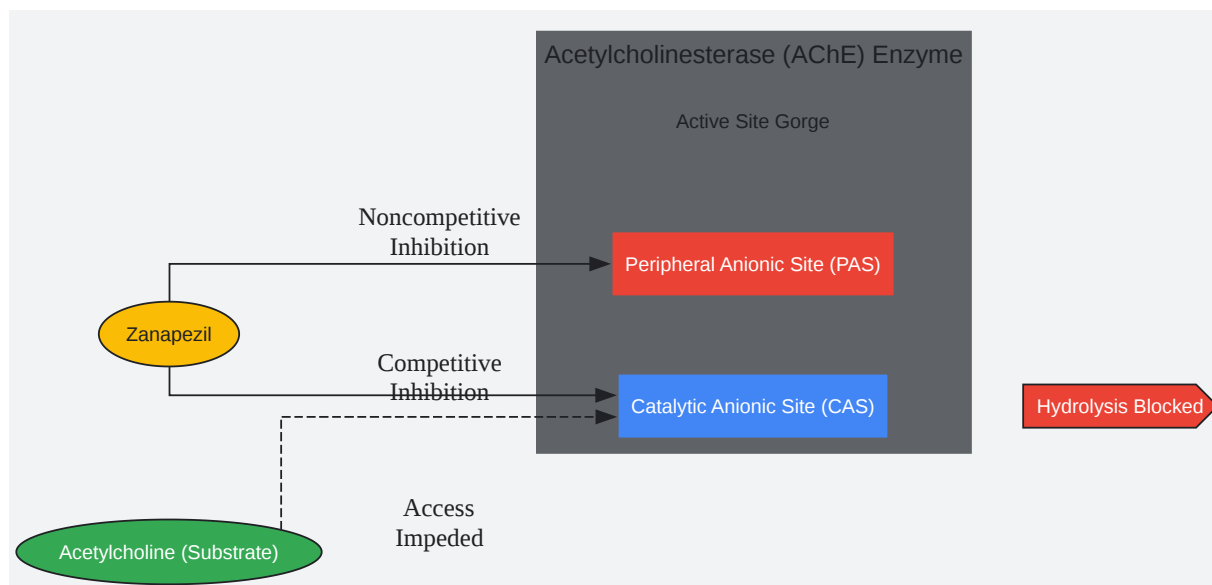 Acetylcholinesterase (AChE) Enzyme
Active Site Gorge
Noncompetitive
Inhibition
Peripheral Anionic Site (PAS)
Zanapezil
Competitive
Inhibition
Catalytic Anionic Site (CAS)
Hydrolysis Blocked
Access
Impeded
Acetylcholine (Substrate)